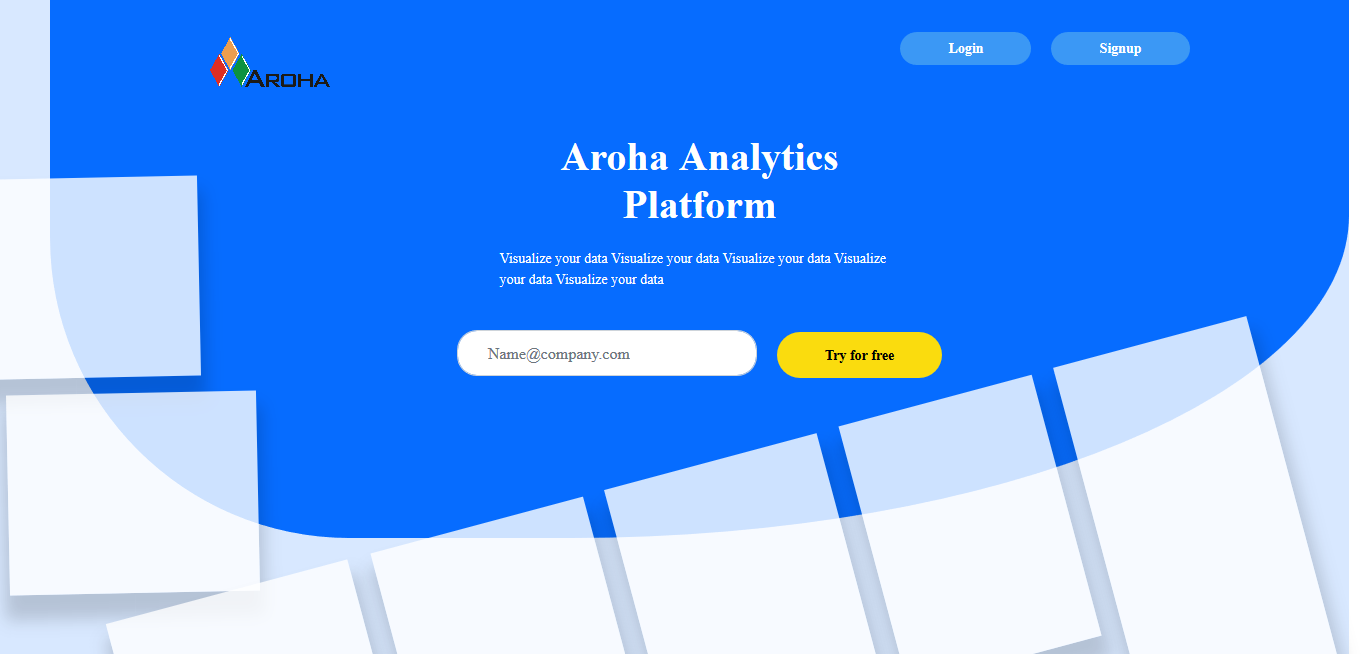 AROHA
Login
Signup
Aroha Analytics
Platform
Visualize your data Visualize your data Visualize your data Visualize
your data Visualize your data
Name@company.com
Try for free